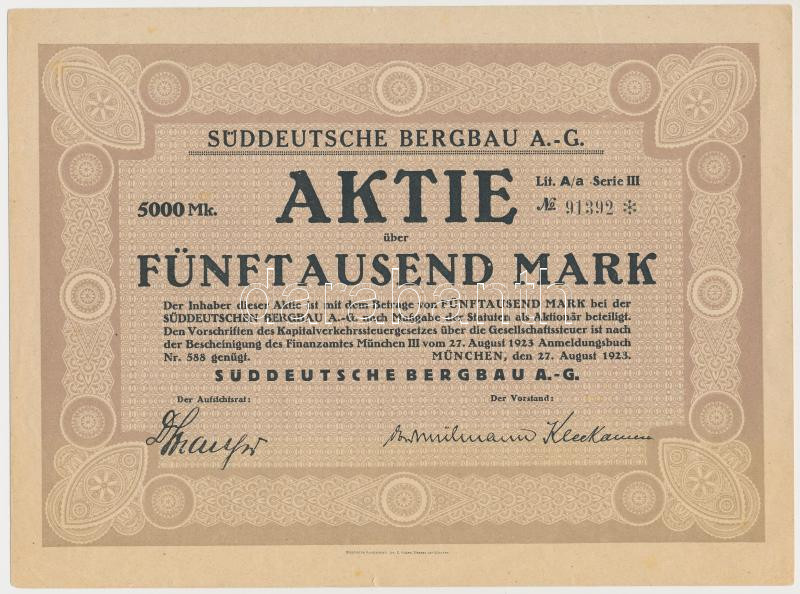 SÜDDEUTSCHE BERGBAU A.-G.
5000 Mk.
AKTIE
Lit. A/a Serie III
№ 91392 *
über
FÜNFTAUSEND MARK
Der Inhaber dieser Aktie ist mit dem Betrage von FÜNFTAUSEND MARK bei der
SÜDDEUTSCHEN BERGBAU A.-G. nach Maßgabe der Statuten als Aktionär beteiligt.
Den Vorschriften des Kapitalverkehrssteuergesetzes über die Gesellschaftssteuer ist nach
der Bescheinigung des Finanzamtes München III vom 27. August 1923 Anmeldungsbuch
Nr. 588 genügt. MÜNCHEN, den 27. August 1923.
SÜDDEUTSCHE BERGBAU A.-G.
Der Aufsichtsrat: Der Vorstand: